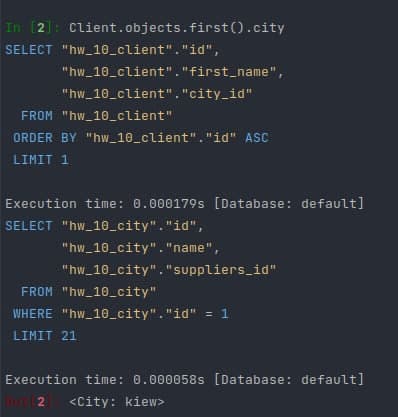 In [2]: Client.objects.first().city
SELECT "hw_10_client"."id",
       "hw_10_client"."first_name",
       "hw_10_client"."city_id"
  FROM "hw_10_client"
 ORDER BY "hw_10_client"."id" ASC
 LIMIT 1

Execution time: 0.000179s [Database: default]
SELECT "hw_10_city"."id",
       "hw_10_city"."name",
       "hw_10_city"."suppliers_id"
  FROM "hw_10_city"
 WHERE "hw_10_city"."id" = 1
 LIMIT 21

Execution time: 0.000058s [Database: default]
Out[2]: <City: kiew>